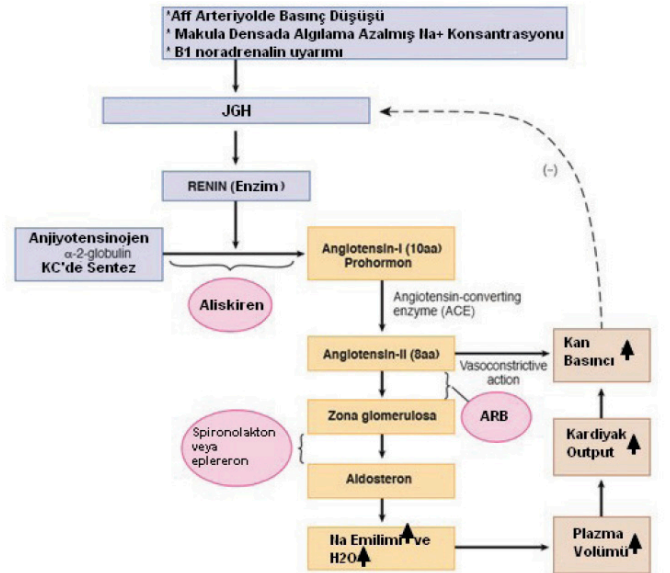 *Aff Arteriyolde Basınç Düşüşü
* Makula Densada Algılama Azalmış Na+ Konsantrasyonu
* B1 noradrenalin uyarımı
JGH
(-)
RENIN (Enzim)
Anjiyotensinojen
α-2-globulin
KC'de Sentez
Angiotensin-I (10aa)
Prohormon
Aliskiren
Angiotensin-converting
enzyme (ACE)
Angiotensin-II (8aa)
Vasoconstrictive
action
Kan
Basıncı
Zona glomerulosa
ARB
Spironolakton
veya
eplereron
Kardiyak
Output
Aldosteron
Na Emilimi ve
H2O
Plazma
Volümü